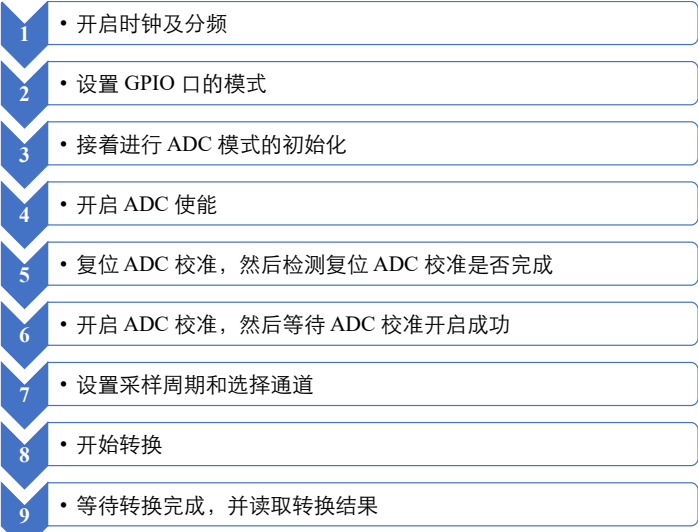 1 • 开启时钟及分频
2 • 设置 GPIO 口的模式
3 • 接着进行 ADC 模式的初始化
4 • 开启 ADC 使能
5 • 复位 ADC 校准，然后检测复位 ADC 校准是否完成
6 • 开启 ADC 校准，然后等待 ADC 校准开启成功
7 • 设置采样周期和选择通道
8 • 开始转换
9 • 等待转换完成，并读取转换结果